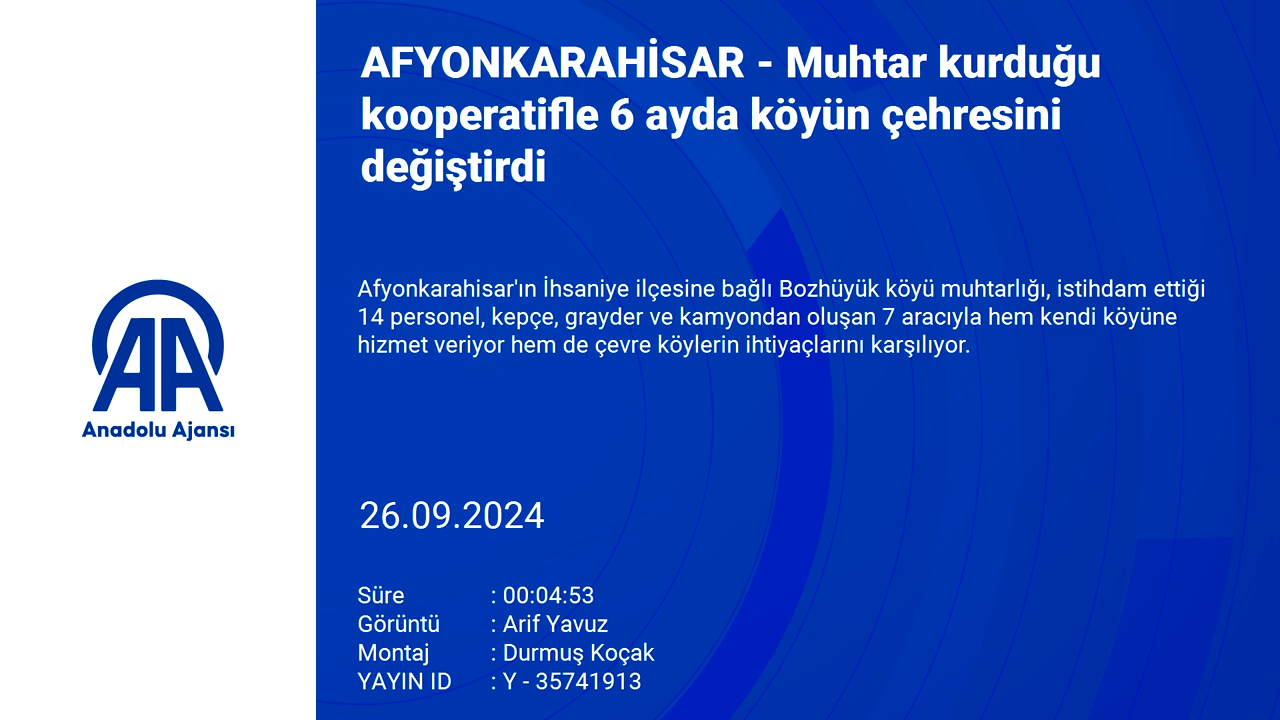 AFYONKARAHİSAR - Muhtar kurduğu
kooperatifle 6 ayda köyün çehresini
değiştirdi
Afyonkarahisar'ın İhsaniye ilçesine bağlı Bozhüyük köyü muhtarlığı, istihdam ettiği
14 personel, kepçe, grayder ve kamyondan oluşan 7 aracıyla hem kendi köyüne
hizmet veriyor hem de çevre köylerin ihtiyaçlarını karşılıyor.
AA
Anadolu Ajansı
26.09.2024
Süre : 00:04:53
Görüntü : Arif Yavuz
Montaj : Durmuş Koçak
YAYIN ID : Y - 35741913